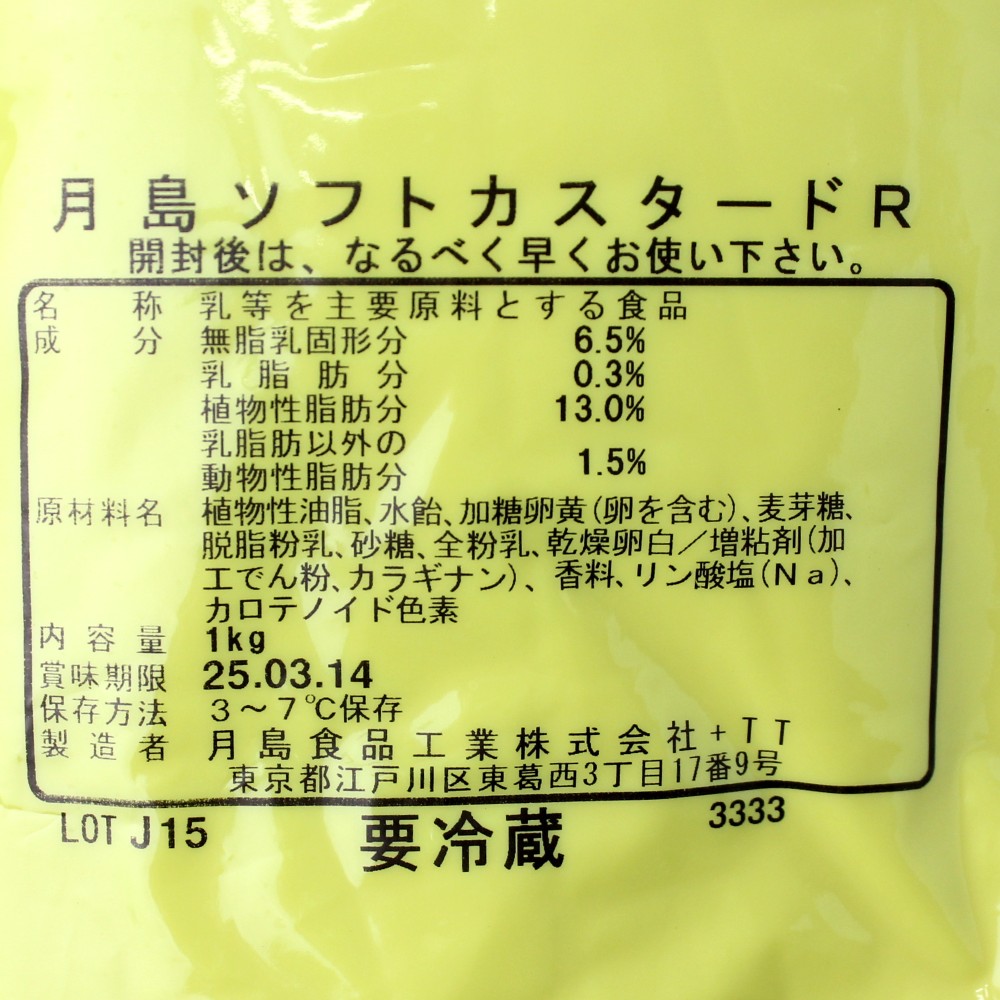 月島ソフトカスタードR
開封後は、なるべく早くお使い下さい。
名称 乳等を主要原料とする食品
成分 無脂乳固形分 6.5%
乳脂肪分 0.3%
植物性脂肪分 13.0%
乳脂肪以外の
動物性脂肪分 1.5%
原材料名 植物性油脂、水飴、加糖卵黄(卵を含む)、麦芽糖、
脱脂粉乳、砂糖、全粉乳、乾燥卵白/増粘剤(加
工でん粉、カラギナン)、香料、リン酸塩(Na)、
カロテノイド色素
内容量 1kg
賞味期限 25.03.14
保存方法 3~7℃保存
製造者 月島食品工業株式会社+TT
東京都江戸川区東葛西3丁目17番9号
LOT J15 要冷蔵 3333